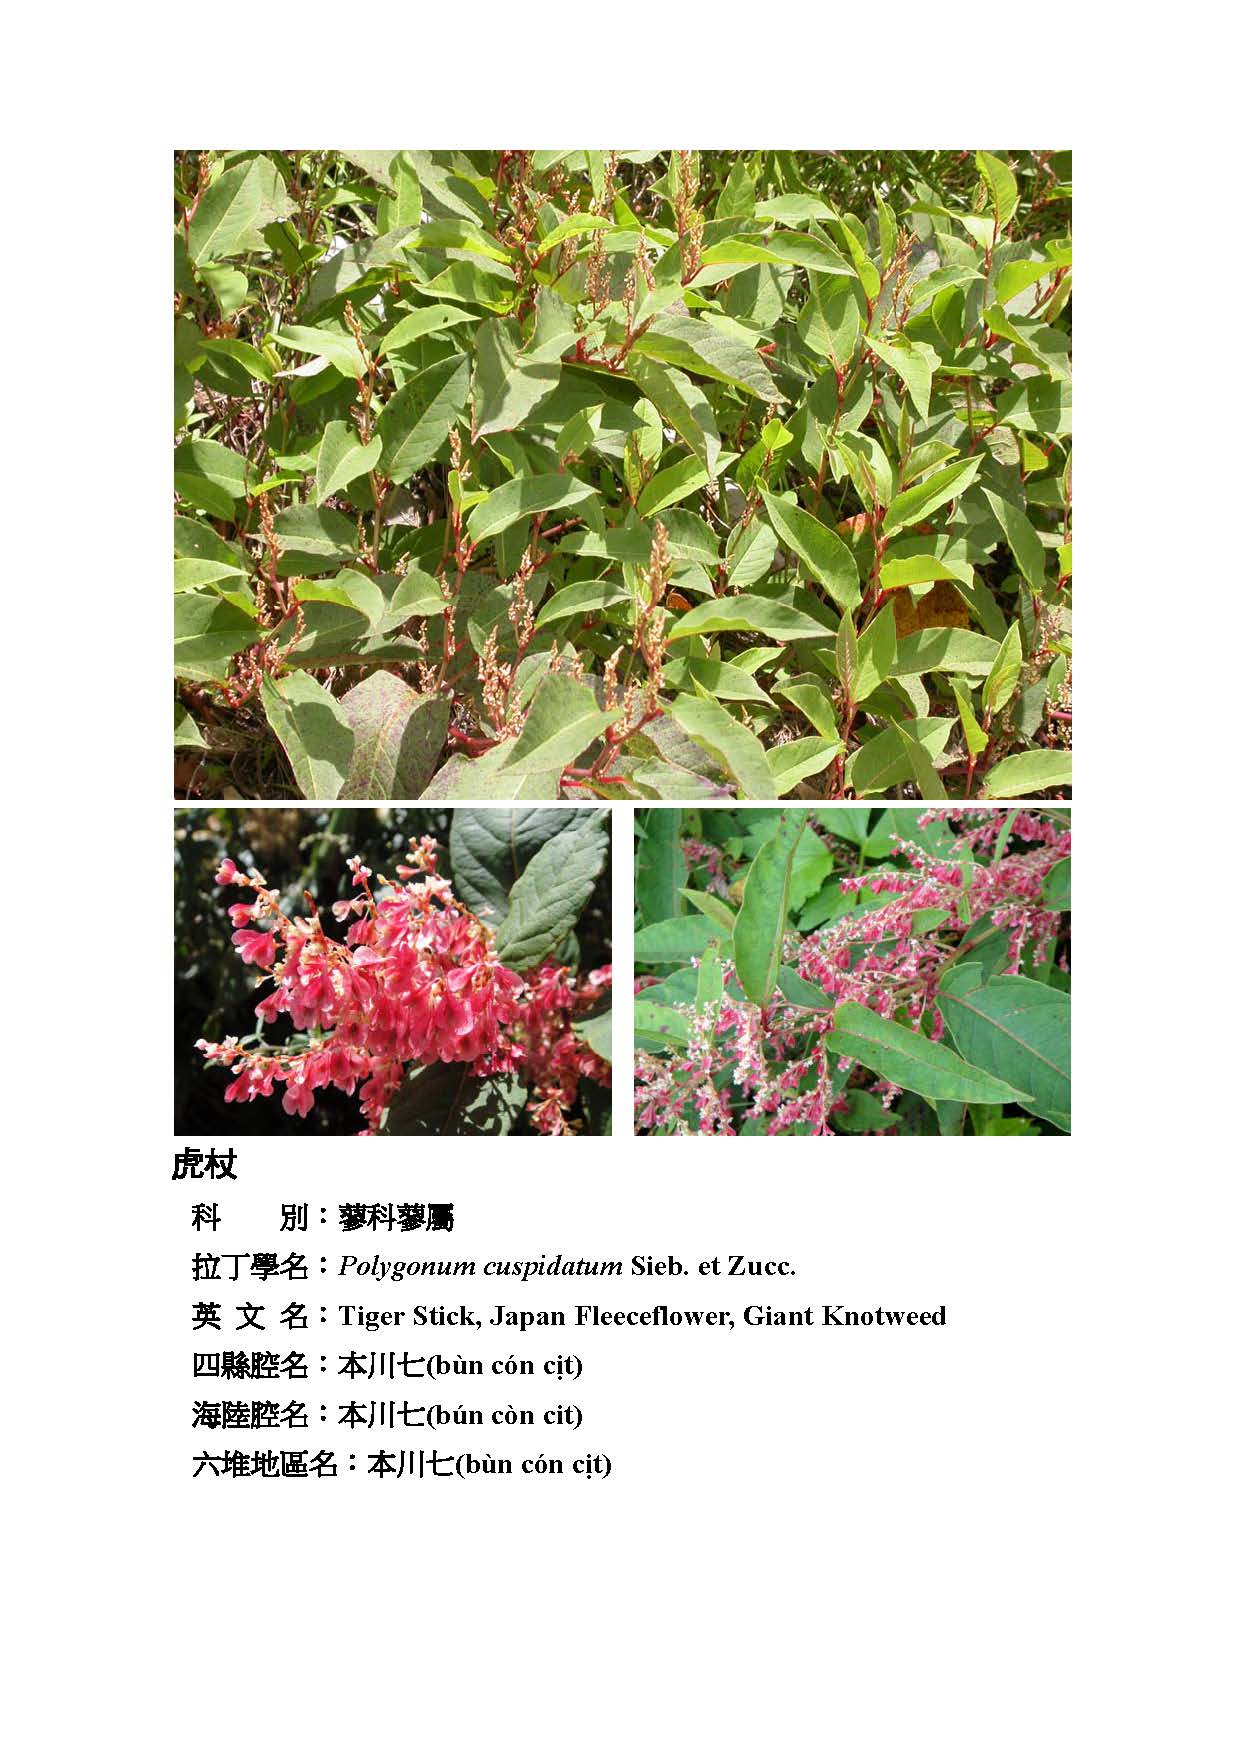 虎杖
科　　別：蓼科蓼屬
拉丁學名：Polygonum cuspidatum Sieb. et Zucc.
英 文 名：Tiger Stick, Japan Fleeceflower, Giant Knotweed
四縣腔名：本川七(bùn cón cị̀t)
海陸腔名：本川七(bún còn cit)
六堆地區名：本川七(bùn cón cị̀t)